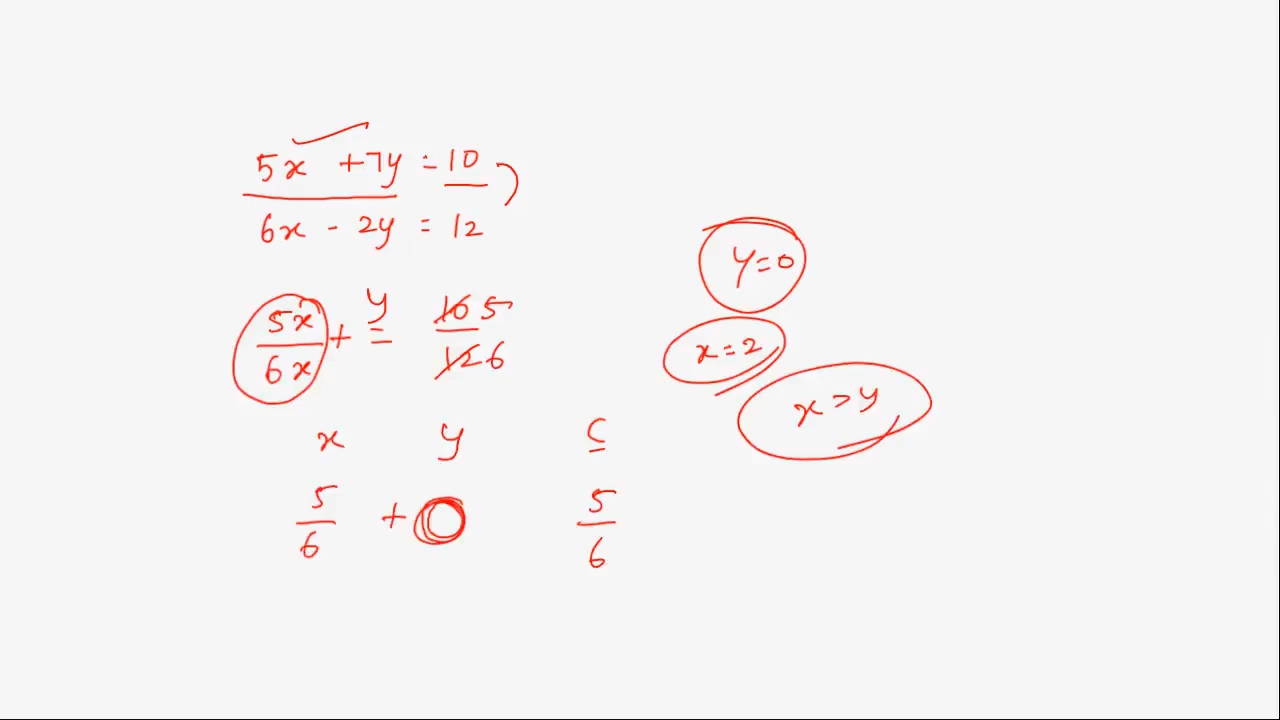 5x + 7y = 10
6x - 2y = 12
y = 0
5x/6x + y 10 5/12 6
x = 2
x > y
x y c
5/6 + 0 5/6